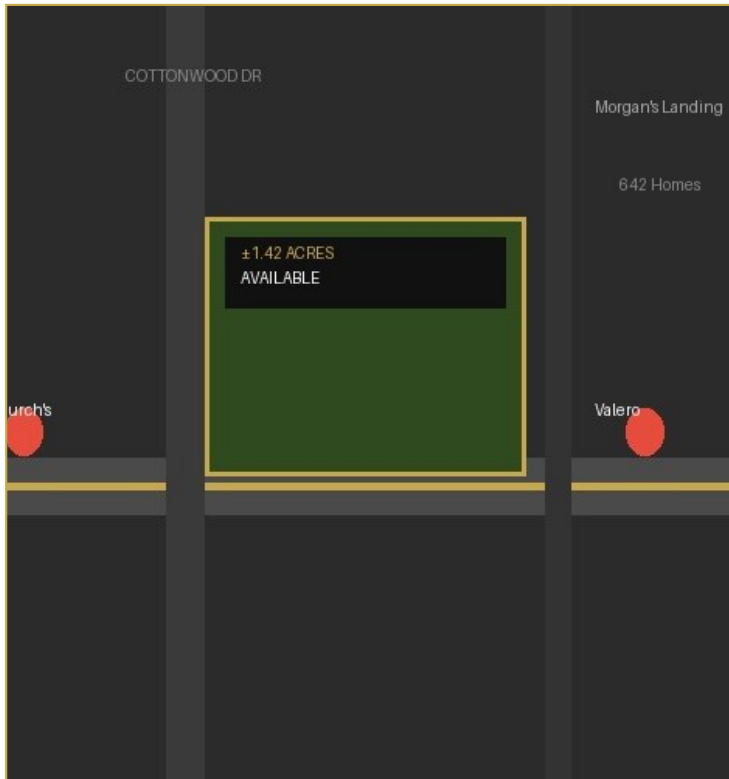 COTTONWOOD DR
Morgan's Landing
642 Homes
±1.42 ACRES
AVAILABLE
urch's
Valero